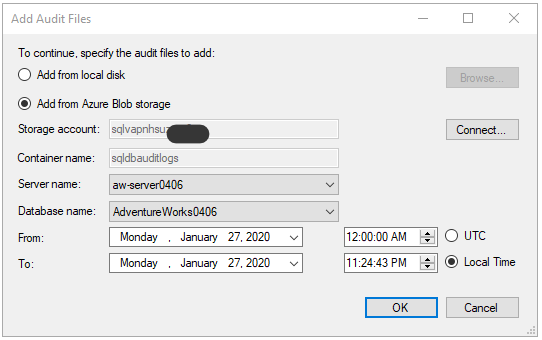 Add Audit Files
To continue, specify the audit files to add:
Add from local disk
Browse...
Add from Azure Blob storage
Storage account:
Connect...
Container name: sqldbauditlogs
Server name: aw-server0406
Database name: AdventureWorks0406
From: Monday , January 27, 2020 12:00:00 AM UTC
To: Monday , January 27, 2020 11:24:43 PM Local Time
OK Cancel